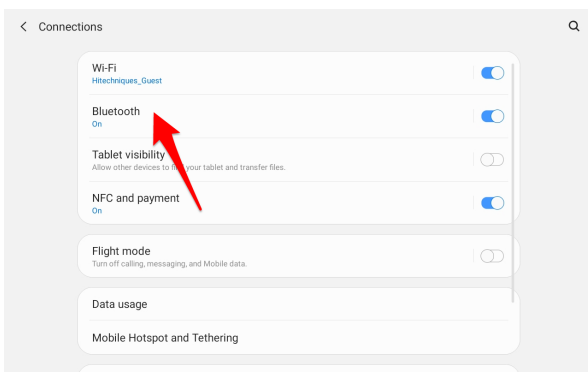 Connections
Wi-Fi
Hitechniques_Guest
Bluetooth
On
Tablet visibility
Allow other devices to your tablet and transfer files.
NFC and payment
On
Flight mode
Turn off calling, messaging, and Mobile data.
Data usage
Mobile Hotspot and Tethering